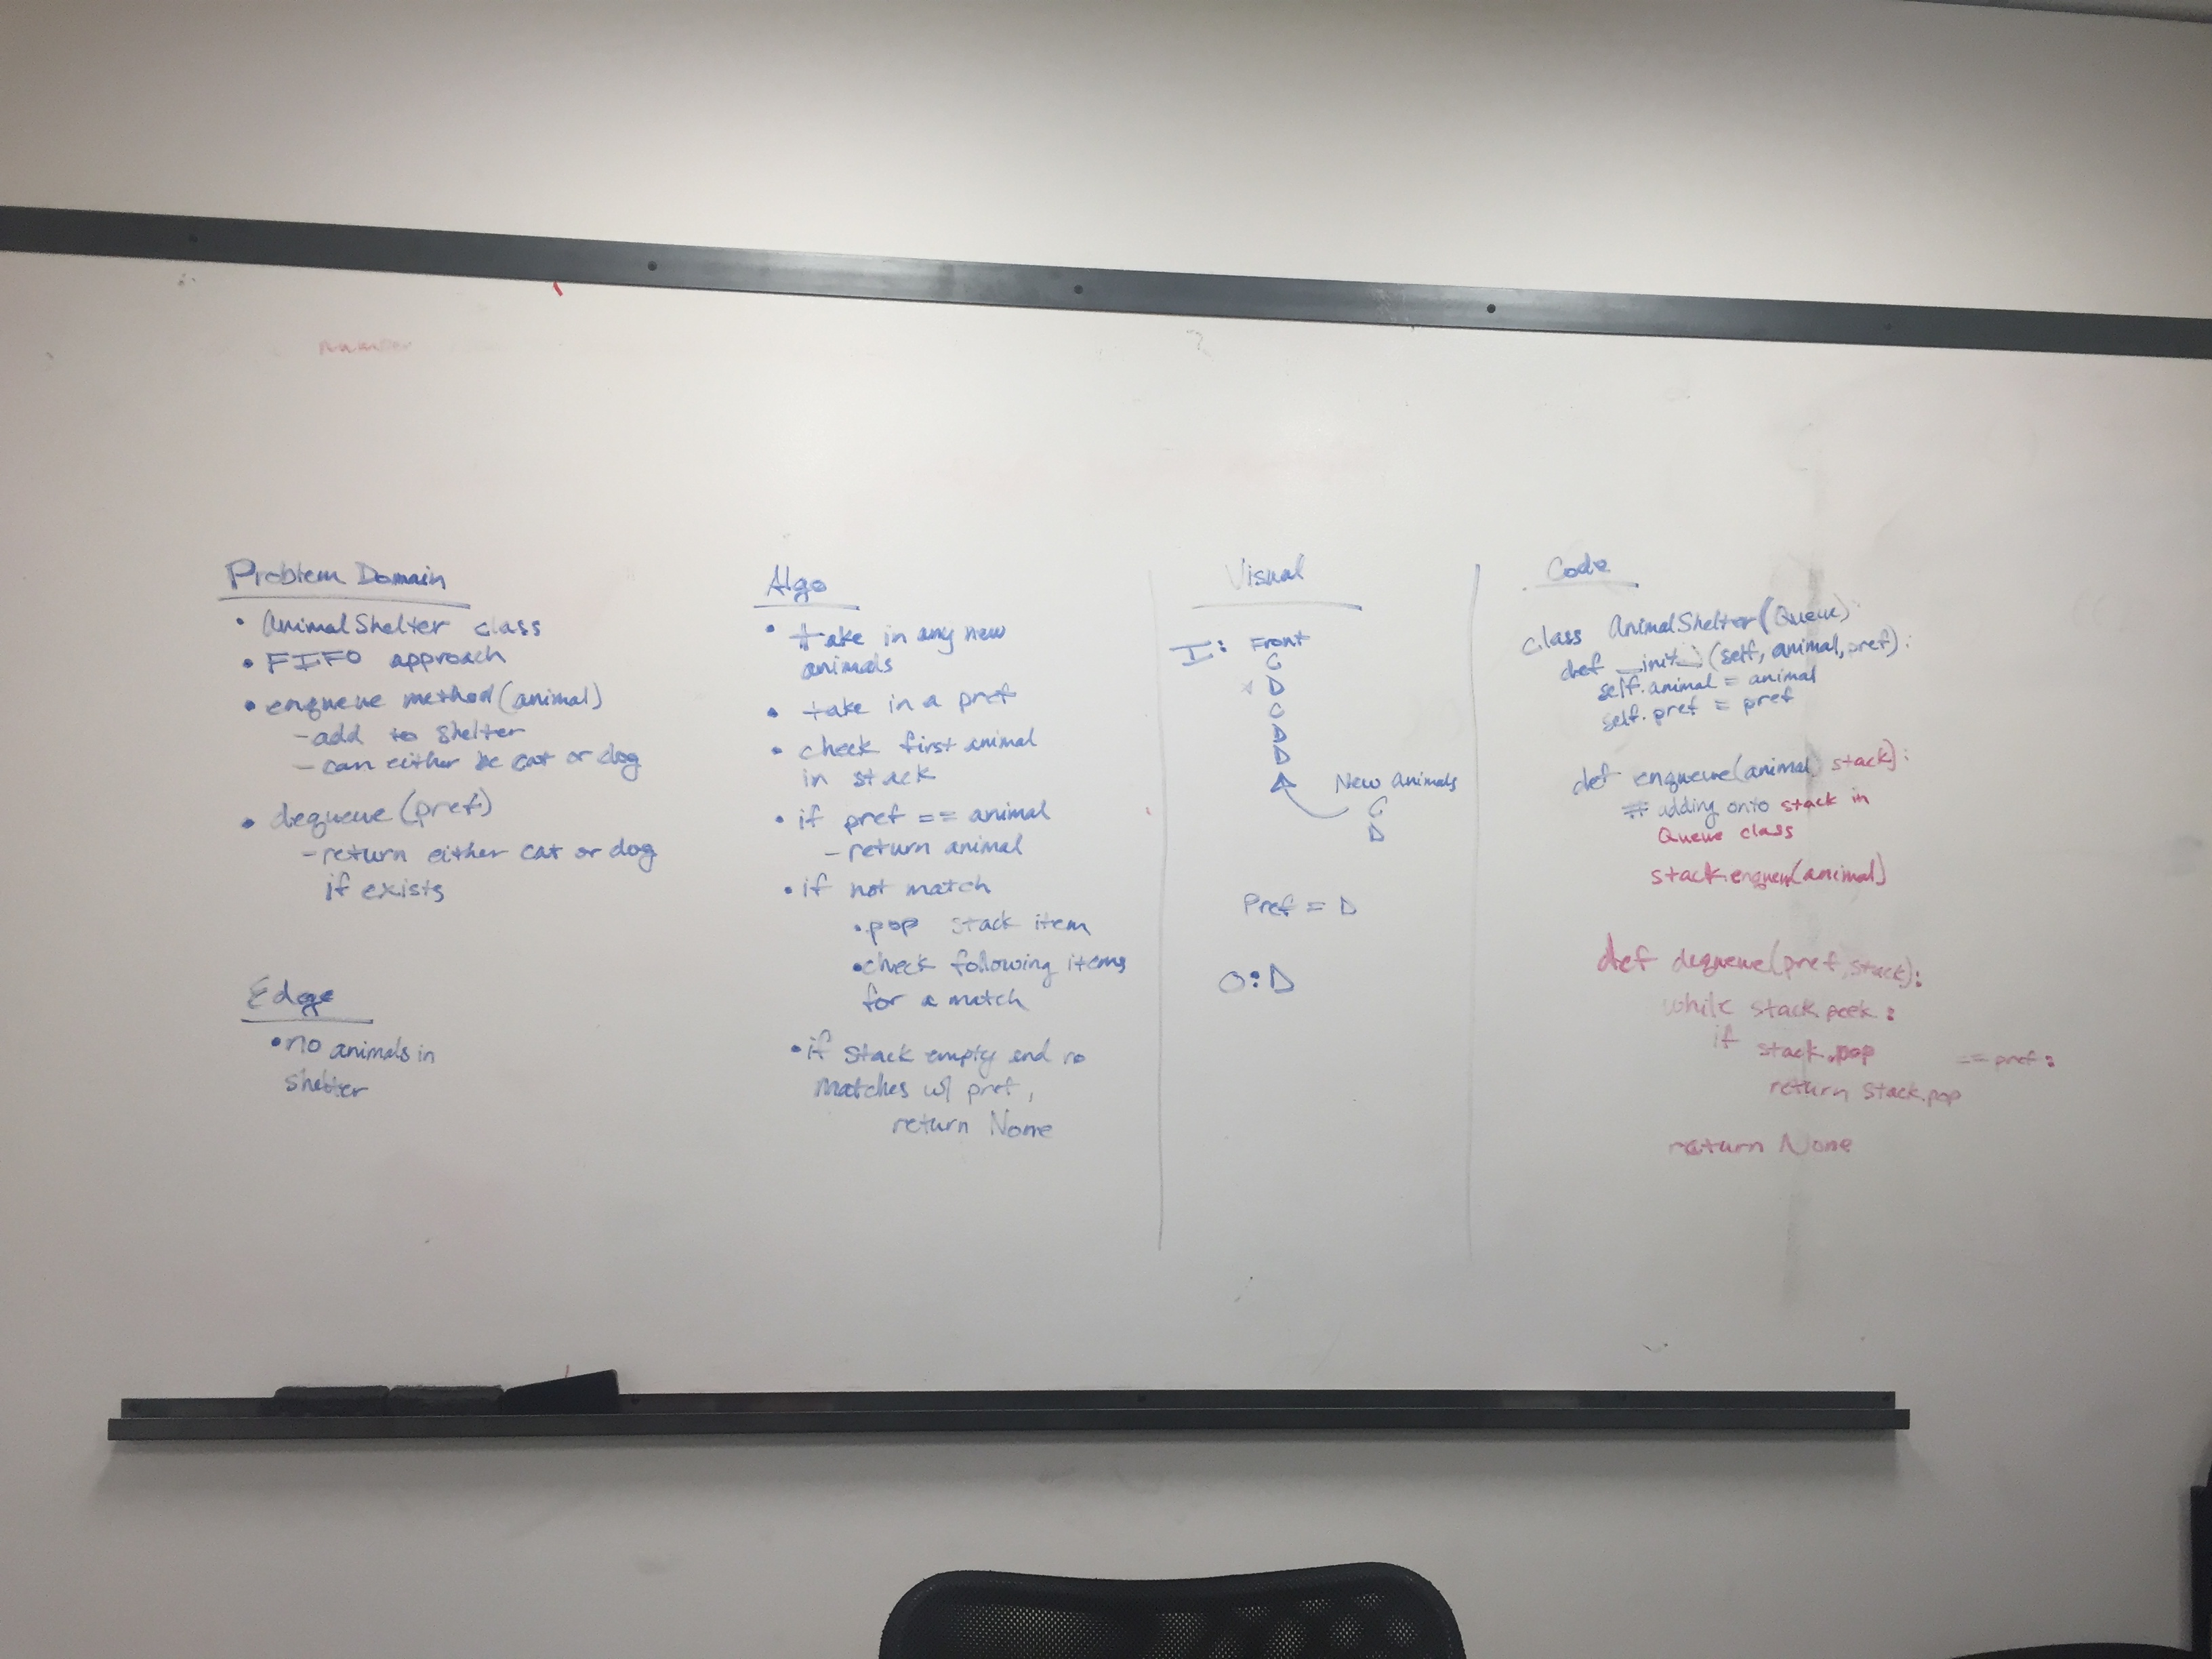 Problem Domain
• AnimalShelter class
• FIFO approach
• enqueue method(animal)
- add to shelter
- can either be cat or dog
• dequeue(pref)
- return either cat or dog
if exists
Edge
• no animals in
shelter
Algo
• take in any new
animals
• take in a pref
• check first animal
in stack
• if pref == animal
- return animal
• if not match
• pop stack item
• check following items
for a match
• if stack empty and no
matches w/ pref,
return None
Visual
I: Front
C
D
C
D
D
New animals
C
D
Pref = D
O: D
Code
class AnimalShelter(Queue)
def __init__(self, animal, pref):
self.animal = animal
self.pref = pref
def enqueue(animal, stack):
# adding onto stack in
Queue class
stack.enqueue(animal)
def dequeue(pref, stack):
while stack.peek:
if stack.pop == pref:
return stack.pop
return None